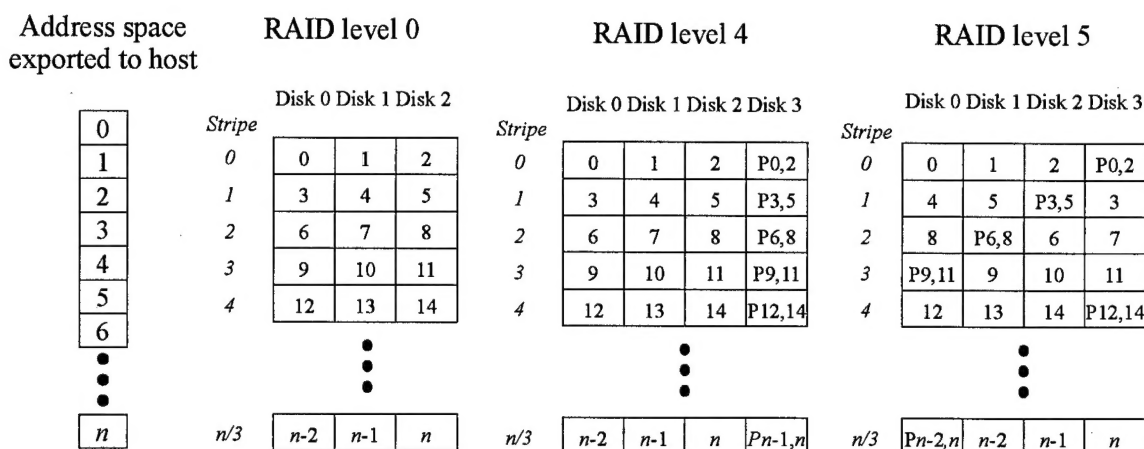 Address space
exported to host
0
1
2
3
4
5
6
n
RAID level 0
Disk 0 Disk 1 Disk 2
Stripe
0 0 1 2
1 3 4 5
2 6 7 8
3 9 10 11
4 12 13 14
n/3 n-2 n-1 n
RAID level 4
Disk 0 Disk 1 Disk 2 Disk 3
Stripe
0 0 1 2 P0,2
1 3 4 5 P3,5
2 6 7 8 P6,8
3 9 10 11 P9,11
4 12 13 14 P12,14
n/3 n-2 n-1 n Pn-1,n
RAID level 5
Disk 0 Disk 1 Disk 2 Disk 3
Stripe
0 0 1 2 P0,2
1 4 5 P3,5 3
2 8 P6,8 6 7
3 P9,11 9 10 11
4 12 13 14 P12,14
n/3 Pn-2,n n-2 n-1 n